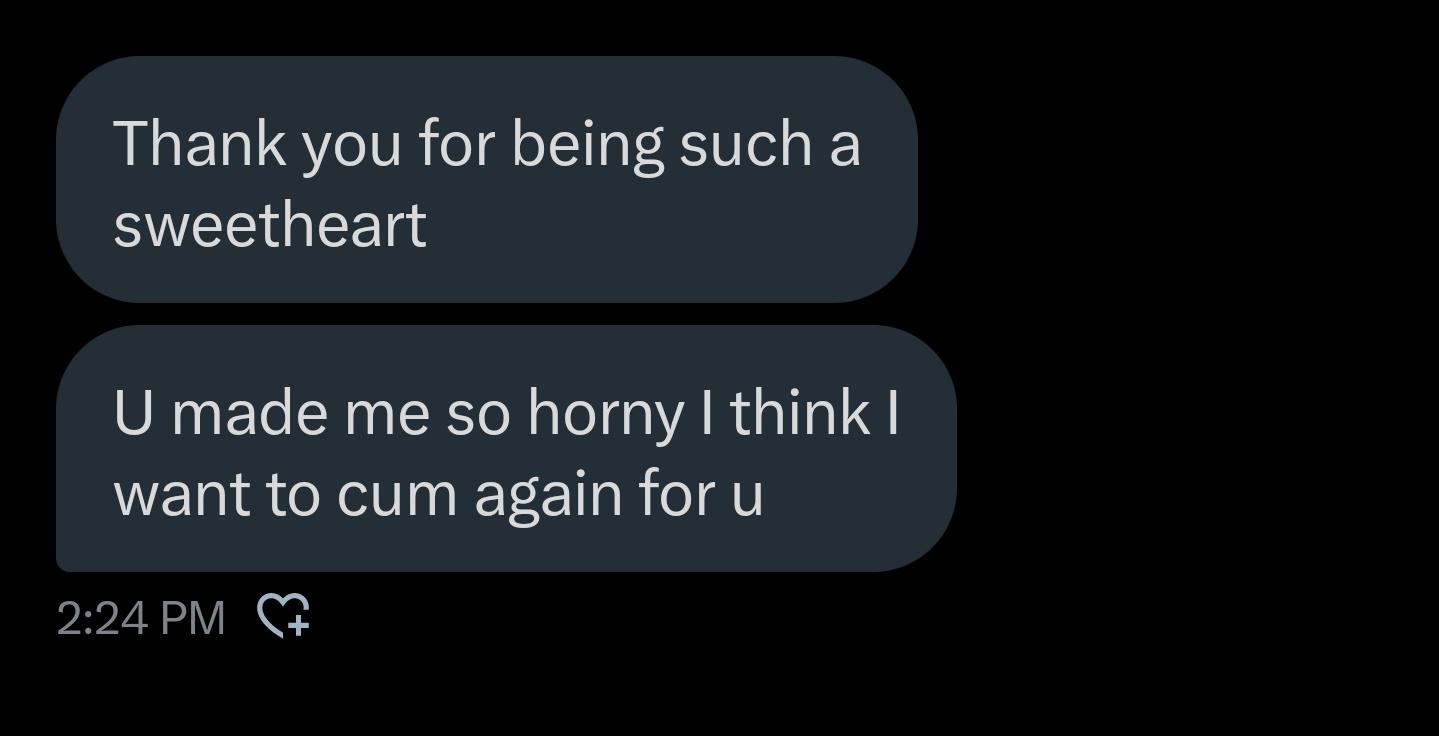 Thank you for being such a
sweetheart
U made me so horny I think I
want to cum again for u
2:24 PM